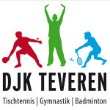 DJK TEVEREN
Tischtennis | Gymnastik | Badminton